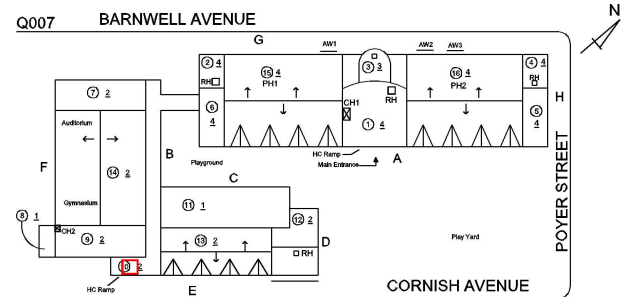 Q007 BARNWELL AVENUE
N
G
AW1 AW2 AW3
2 4
15 4
PH1
3 3
16 4
PH2
4 4
RH
RH
RH
CH1
7 2
6 4
1 4
5 4
H
Auditorium
B
HC Ramp
Main Entrance
A
Playground
F
14 2
C
Gymnasium
11 1
8 1
CH2
9 2
12 2
13 2
D
RH
Play Yard
POYER STREET
10 2
HC Ramp
E
CORNISH AVENUE